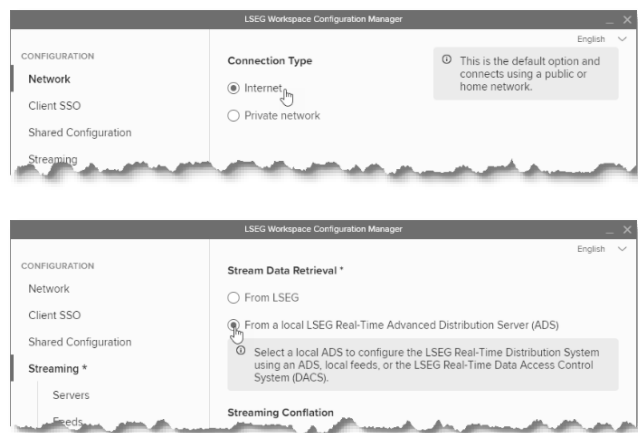 LSEG Workspace Configuration Manager
English
CONFIGURATION
Network
Client SSO
Shared Configuration
Streaming
Connection Type
Internet
Private network
This is the default option and
connects using a public or
home network.
LSEG Workspace Configuration Manager
English
CONFIGURATION
Network
Client SSO
Shared Configuration
Streaming *
Servers
Feeds
Stream Data Retrieval *
From LSEG
From a local LSEG Real-Time Advanced Distribution Server (ADS)
Select a local ADS to configure the LSEG Real-Time Distribution System
using an ADS, local feeds, or the LSEG Real-Time Data Access Control
System (DACS).
Streaming Conflation